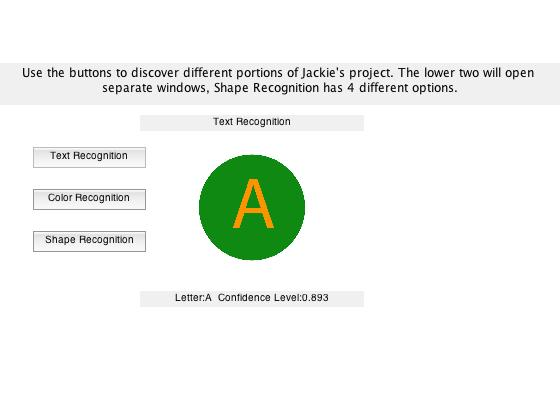 Use the buttons to discover different portions of Jackie's project. The lower two will open
separate windows, Shape Recognition has 4 different options.
Text Recognition
Text Recognition
A
Color Recognition
Shape Recognition
Letter:A  Confidence Level:0.893